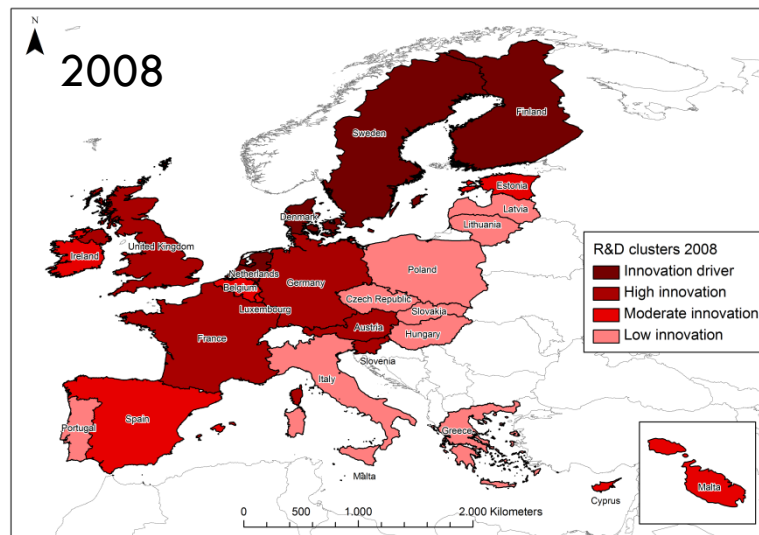 N
2008
Finland
Sweden
Estonia
Latvia
Denmark
Lithuania
United Kingdom
Ireland
Netherlands
Poland
Belgium
Germany
Czech Republic
Luxembourg
Slovakia
Austria
Hungary
France
Slovenia
Italy
Portugal
Spain
Greece
Malta
Cyprus
Malta
R&D clusters 2008
Innovation driver
High innovation
Moderate innovation
Low innovation
0 500 1.000 2.000 Kilometers